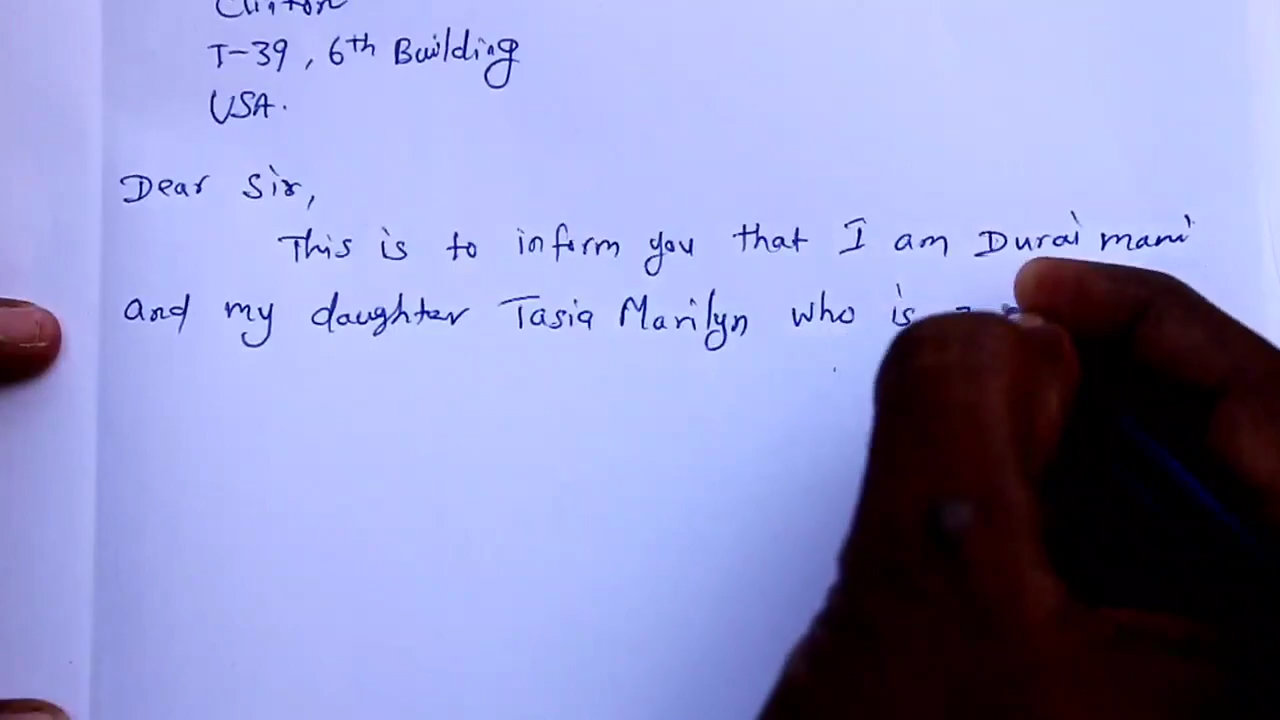 Clinton
T-39, 6th Building
USA.
Dear Sir,
This is to inform you that I am Durai mani
and my daughter Tasia Marilyn who is